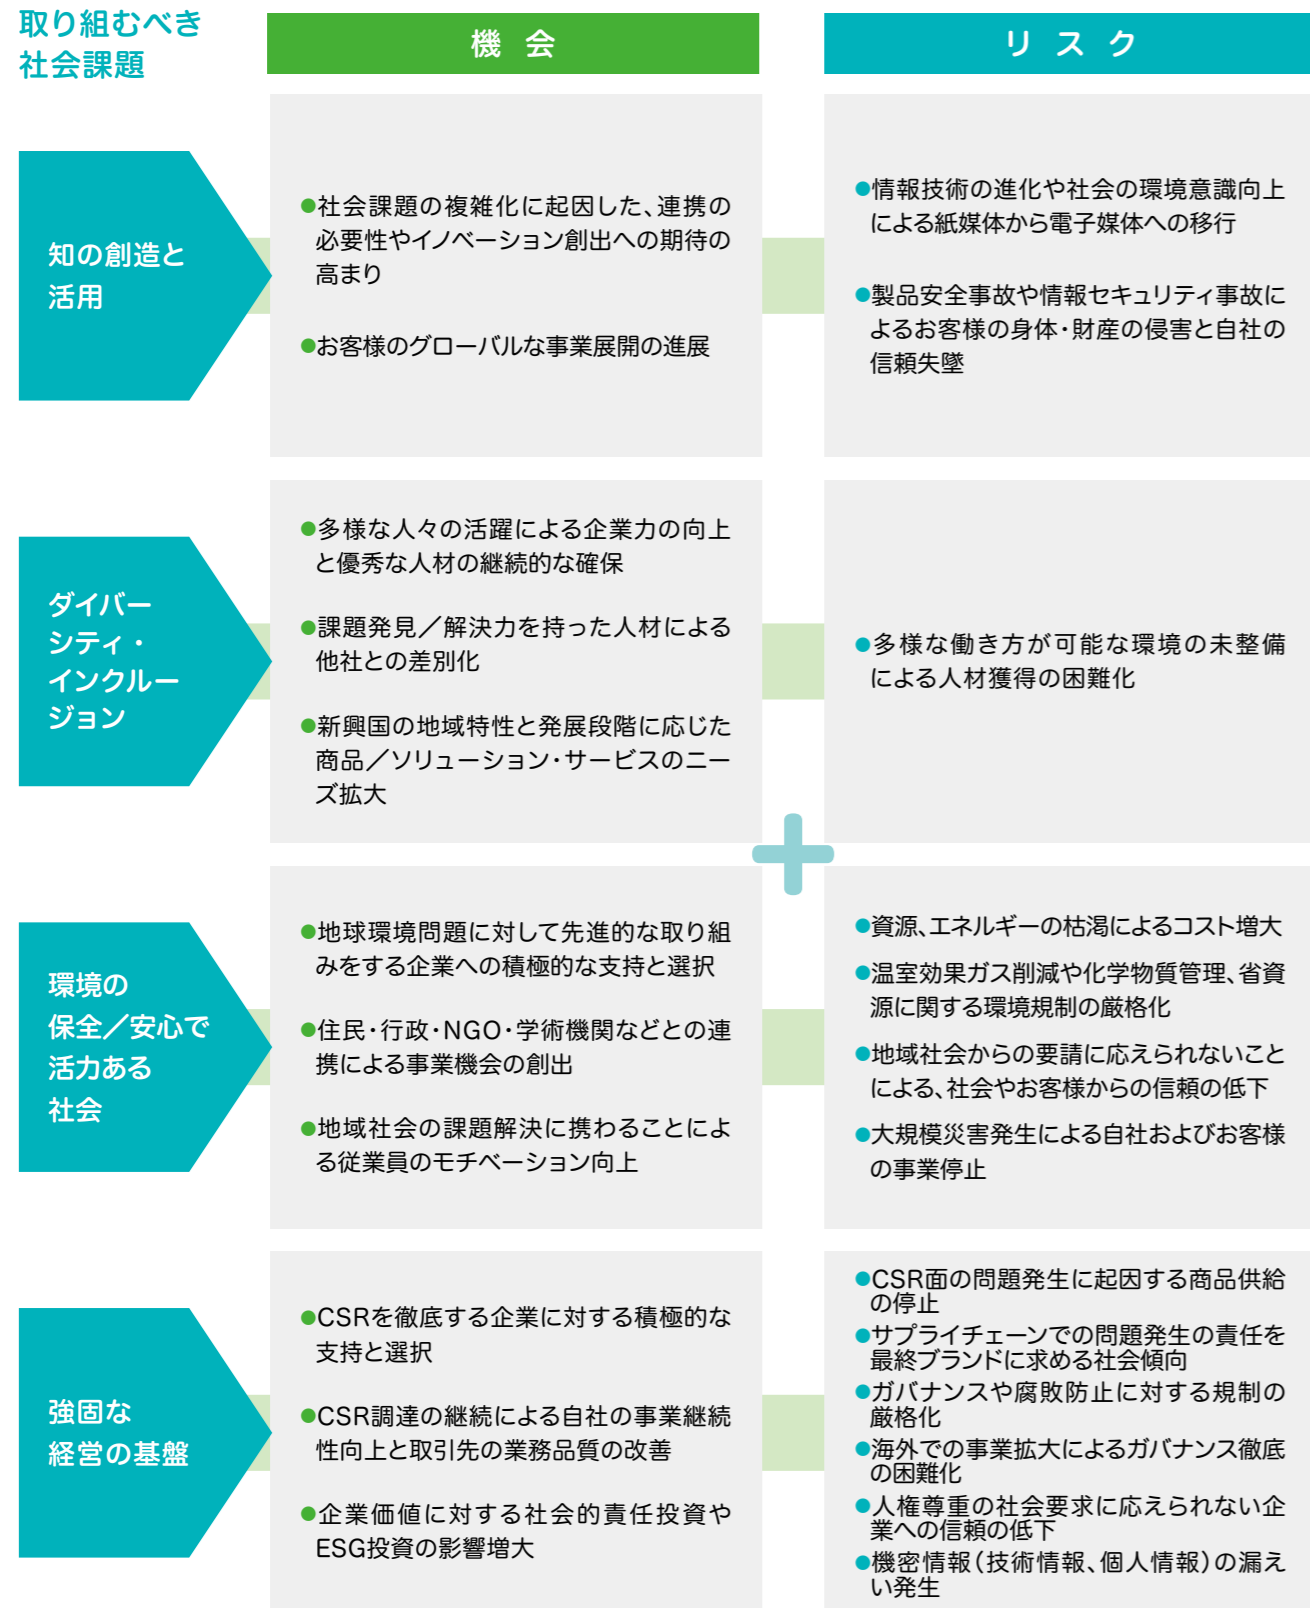 取り組むべき
社会課題
機 会
リ ス ク
知の創造と
活用
●社会課題の複雑化に起因した、連携の
必要性やイノベーション創出への期待の
高まり
●お客様のグローバルな事業展開の進展
●情報技術の進化や社会の環境意識向上
による紙媒体から電子媒体への移行
●製品安全事故や情報セキュリティ事故に
よるお客様の身体・財産の侵害と自社の
信頼失墜
ダイバー
シティ・
インクルー
ジョン
●多様な人々の活躍による企業力の向上
と優秀な人材の継続的な確保
●課題発見／解決力を持った人材による
他社との差別化
●新興国の地域特性と発展段階に応じた
商品／ソリューション・サービスのニー
ズ拡大
●多様な働き方が可能な環境の未整備
による人材獲得の困難化
環境の
保全／安心で
活力ある
社会
●地球環境問題に対して先進的な取り組
みをする企業への積極的な支持と選択
●住民・行政・NGO・学術機関などとの連
携による事業機会の創出
●地域社会の課題解決に携わることによ
る従業員のモチベーション向上
●資源、エネルギーの枯渇によるコスト増大
●温室効果ガス削減や化学物質管理、省資
源に関する環境規制の厳格化
●地域社会からの要請に応えられないこと
による、社会やお客様からの信頼の低下
●大規模災害発生による自社およびお客様
の事業停止
強固な
経営の基盤
●CSRを徹底する企業に対する積極的な
支持と選択
●CSR調達の継続による自社の事業継続
性向上と取引先の業務品質の改善
●企業価値に対する社会的責任投資や
ESG投資の影響増大
●CSR面の問題発生に起因する商品供給
の停止
●サプライチェーンでの問題発生の責任を
最終ブランドに求める社会傾向
●ガバナンスや腐敗防止に対する規制の
厳格化
●海外での事業拡大によるガバナンス徹底
の困難化
●人権尊重の社会要求に応えられない企
業への信頼の低下
●機密情報（技術情報、個人情報）の漏え
い発生